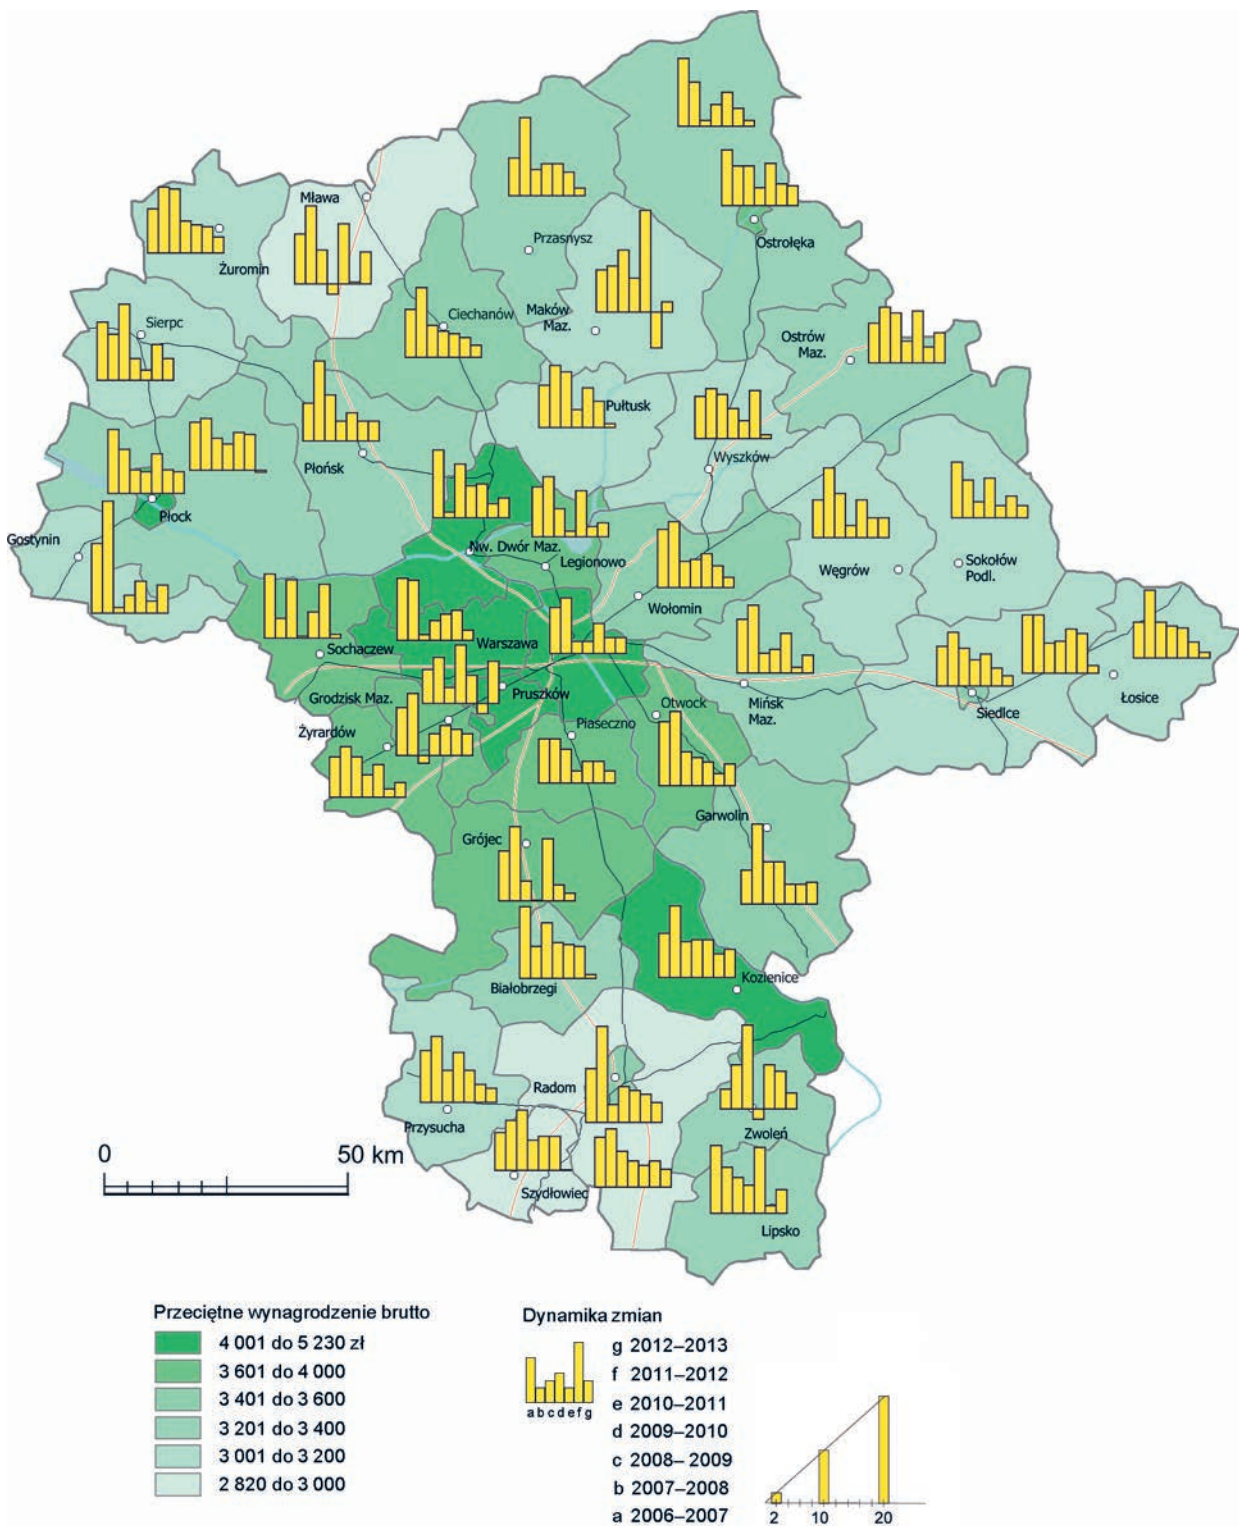 Mława
Żuromin
Przasnysz
Ostrołęka
Sierpc
Ciechanów
Maków
Maz.
Ostrów
Maz.
Pułtusk
Płońsk
Wyszków
Płock
Gostynin
Nw. Dwór Maz.
Legionowo
Węgrów
Sokołów
Podl.
Wołomin
Sochaczew
Warszawa
Grodzisk Maz.
Pruszków
Otwock
Mińsk
Maz.
Siedlce
Łosice
Żyrardów
Piaseczno
Garwolin
Grójec
Białobrzegi
Kozienice
Radom
Przysucha
Zwoleń
Szydłowiec
Lipsko
0 50 km
Przeciętne wynagrodzenie brutto
4 001 do 5 230 zł
3 601 do 4 000
3 401 do 3 600
3 201 do 3 400
3 001 do 3 200
2 820 do 3 000
Dynamika zmian
a b c d e f g
g 2012–2013
f 2011–2012
e 2010–2011
d 2009–2010
c 2008– 2009
b 2007–2008
a 2006–2007
2 10 20